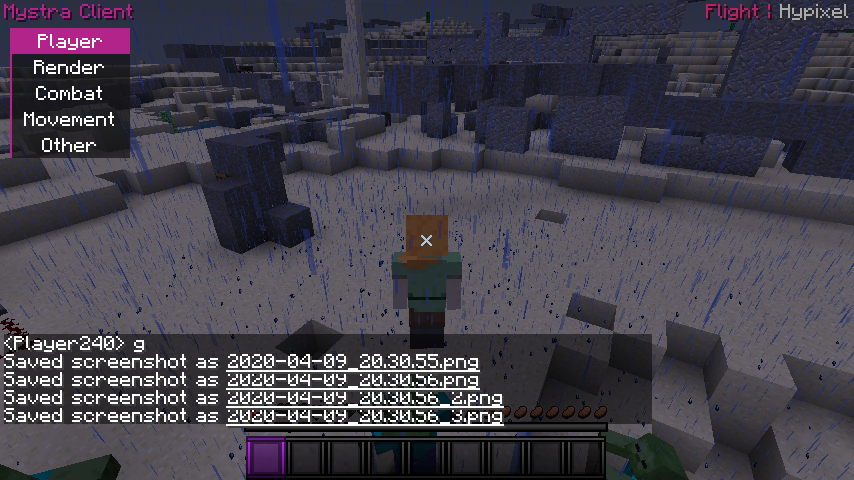 Mystra Client
Flight | Hypixel
Player
Render
Combat
Movement
Other
<Player240> g
Saved screenshot as 2020-04-09_20.30.55.png
Saved screenshot as 2020-04-09_20.30.56.png
Saved screenshot as 2020-04-09_20.30.56_2.png
Saved screenshot as 2020-04-09_20.30.56_3.png